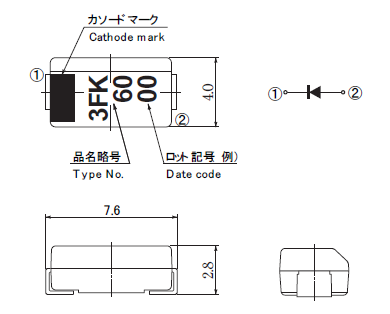 カソードマーク
Cathode mark
①
3FK
60
00
②
4.0
①
②
品名略号
Type No.
ロット記号 例)
Date code
7.6
2.8